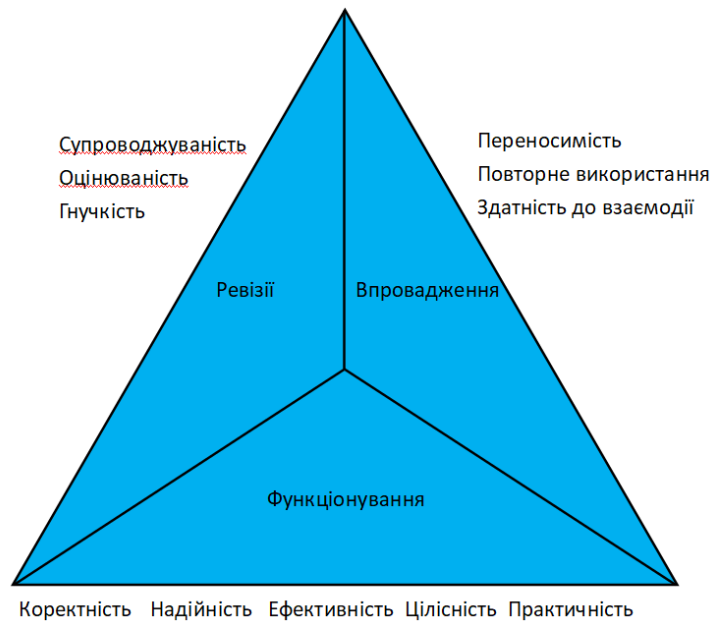 Супроводжуваність
Оцінюваність
Гнучкість
Переносимість
Повторне використання
Здатність до взаємодії
Ревізії
Впровадження
Функціонування
Коректність Надійність Ефективність Цілісність Практичність